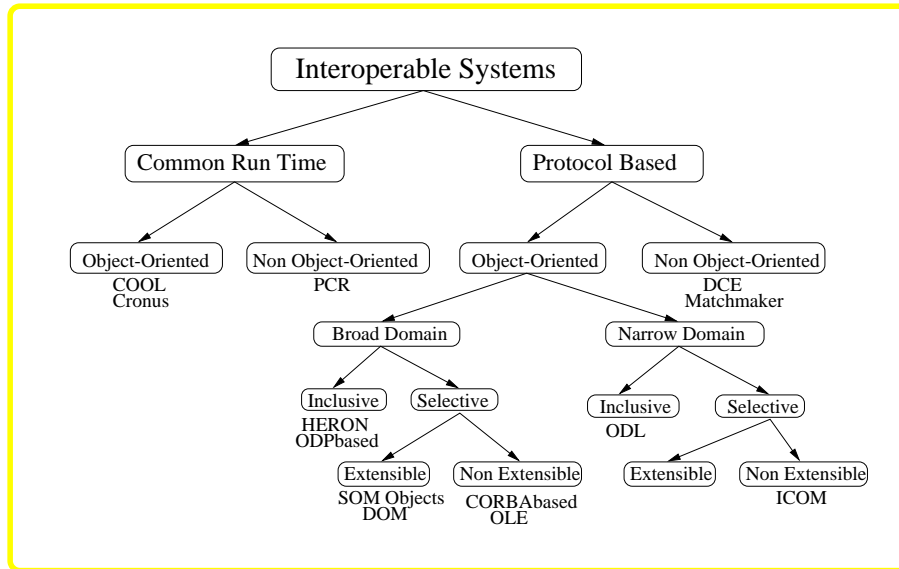 Interoperable Systems
Common Run Time
Protocol Based
Object-Oriented
COOL
Cronus
Non Object-Oriented
PCR
Object-Oriented
Non Object-Oriented
DCE
Matchmaker
Broad Domain
Narrow Domain
Inclusive
HERON
ODPbased
Selective
Inclusive
ODL
Selective
Extensible
SOM Objects
DOM
Non Extensible
CORBAbased
OLE
Extensible
Non Extensible
ICOM